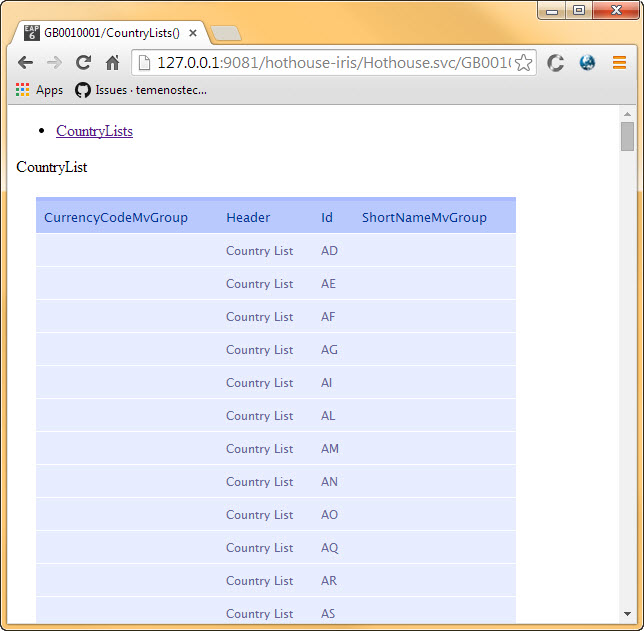 EAP 6 GB0010001/CountryLists()
127.0.0.1:9081/hothouse-iris/Hothouse.svc/GB001
Apps Issues · temenostec...
• CountryLists
CountryList
CurrencyCodeMvGroup Header Id ShortNameMvGroup
Country List AD
Country List AE
Country List AF
Country List AG
Country List AI
Country List AL
Country List AM
Country List AN
Country List AO
Country List AQ
Country List AR
Country List AS